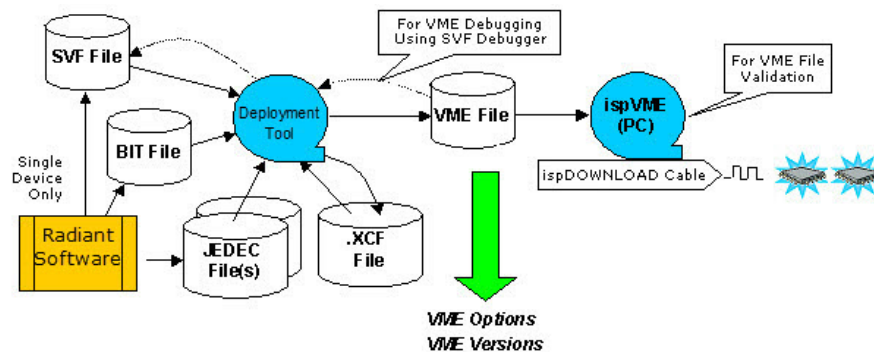 For VME Debugging
Using SVF Debugger
SVF File
Deployment
Tool
VME File
ispVME
(PC)
For VME File
Validation
BIT File
Single
Device
Only
ispDOWNLOAD Cable
Radiant
Software
JEDEC
File(s)
.XCF
File
VME Options
VME Versions